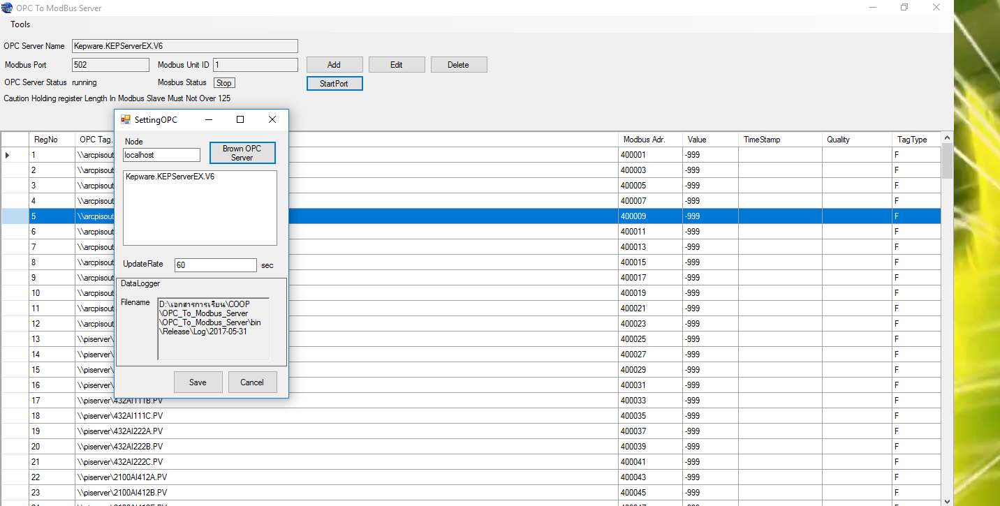 OPC To ModBus Server
Tools
OPC Server Name Kepware.KEPServerEX.V6
Modbus Port 502 Modbus Unit ID 1 Add Edit Delete
OPC Server Status running Mosbus Status Stop StartPort
Caution Holding register Length In Modbus Slave Must Not Over 125
SettingOPC
Node
localhost
Brown OPC
Server
Kepware.KEPServerEX.V6
UpdateRate 60 sec
DataLogger
Filename
D:\เอกสารการเรียน\COOP
\OPC_To_Modbus_Server
\OPC_To_Modbus_Server\bin
\Release\Log\2017-05-31
Save Cancel
RegNo OPC Tag. Modbus Adr. Value TimeStamp Quality TagType
1 \\arcpisout 400001 -999 F
2 \\arcpisout 400003 -999 F
3 \\arcpisout 400005 -999 F
4 \\arcpisout 400007 -999 F
5 \\arcpisout 400009 -999 F
6 \\arcpisout 400011 -999 F
7 \\arcpisout 400013 -999 F
8 \\arcpisout 400015 -999 F
9 \\arcpisout 400017 -999 F
10 \\arcpisout 400019 -999 F
11 \\arcpisout 400021 -999 F
12 \\arcpisout 400023 -999 F
13 \\piserver\ 400025 -999 F
14 \\piserver\ 400027 -999 F
15 \\piserver\ 400029 -999 F
16 \\piserver\ 400031 -999 F
17 \\piserver\432AI111B.PV 400033 -999 F
18 \\piserver\432AI111C.PV 400035 -999 F
19 \\piserver\432AI222A.PV 400037 -999 F
20 \\piserver\432AI222B.PV 400039 -999 F
21 \\piserver\432AI222C.PV 400041 -999 F
22 \\piserver\2100AI412A.PV 400043 -999 F
23 \\piserver\2100AI412B.PV 400045 -999 F